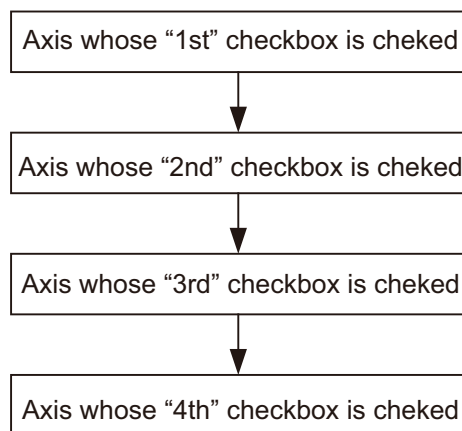 Axis whose “1st” checkbox is cheked
Axis whose “2nd” checkbox is cheked
Axis whose “3rd” checkbox is cheked
Axis whose “4th” checkbox is cheked